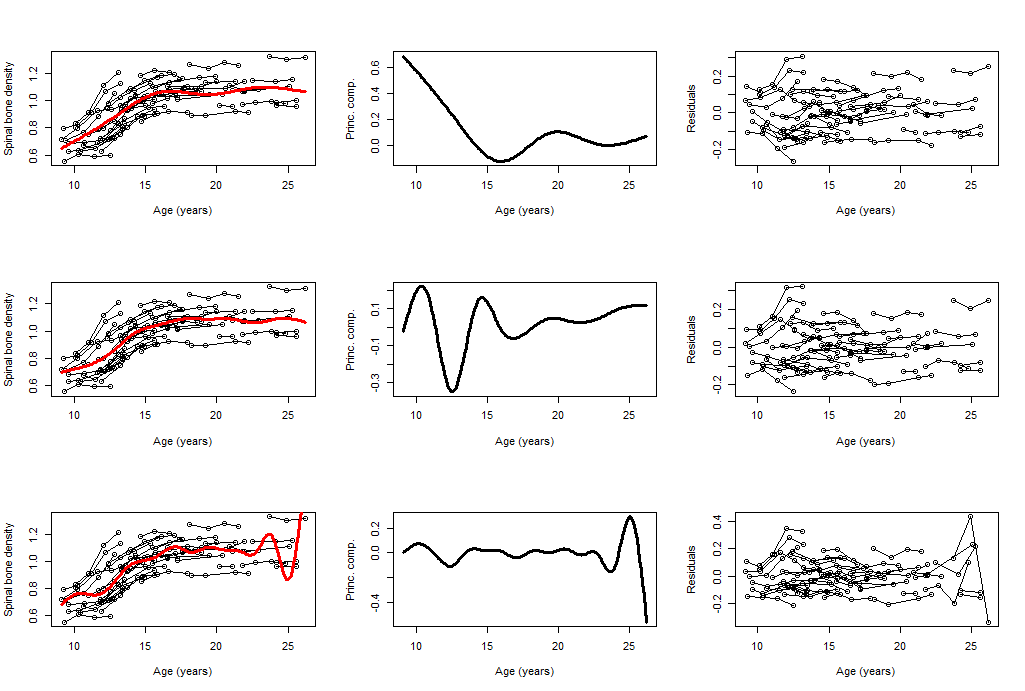 Spinal bone density
0.6 0.8 1.0 1.2
10 15 20 25
Age (years)
Princ. comp.
0.0 0.2 0.4 0.6
10 15 20 25
Age (years)
Residuals
-0.2 0.0 0.2
10 15 20 25
Age (years)
Spinal bone density
0.6 0.8 1.0 1.2
10 15 20 25
Age (years)
Princ. comp.
-0.3 -0.1 0.1
10 15 20 25
Age (years)
Residuals
-0.2 0.0 0.2
10 15 20 25
Age (years)
Spinal bone density
0.6 0.8 1.0 1.2
10 15 20 25
Age (years)
Princ. comp.
-0.4 0.0 0.2
10 15 20 25
Age (years)
Residuals
-0.2 0.0 0.2 0.4
10 15 20 25
Age (years)